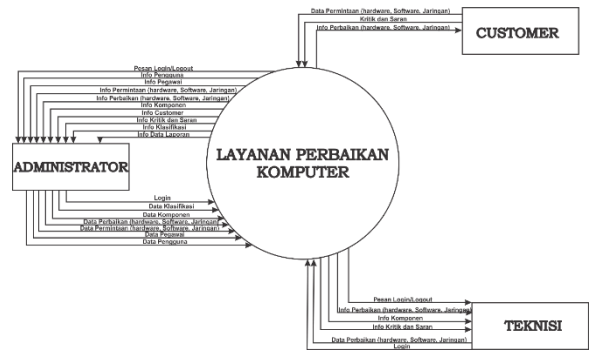 Data Permintaan (hardware, Software, Jaringan)
Kritik dan Saran
Info Perbaikan (hardware, Software, Jaringan)
CUSTOMER
Pesan Login/Logout
Info Pengguna
Info Pegawai
Info Permintaan (hardware, Software, Jaringan)
Info Perbaikan (hardware, Software, Jaringan)
Info Komponen
Info Customer
Info Kritik dan Saran
Info Klasifikasi
Info Data Laporan
ADMINISTRATOR
LAYANAN PERBAIKAN
KOMPUTER
Login
Data Klasifikasi
Data Komponen
Data Perbaikan (hardware, Software, Jaringan)
Data Permintaan (hardware, Software, Jaringan)
Data Pegawai
Data Pengguna
Pesan Login/Logout
Info Perbaikan (hardware, Software, Jaringan)
Info Komponen
Info Kritik dan Saran
TEKNISI
Data Perbaikan (hardware, Software, Jaringan)
Login